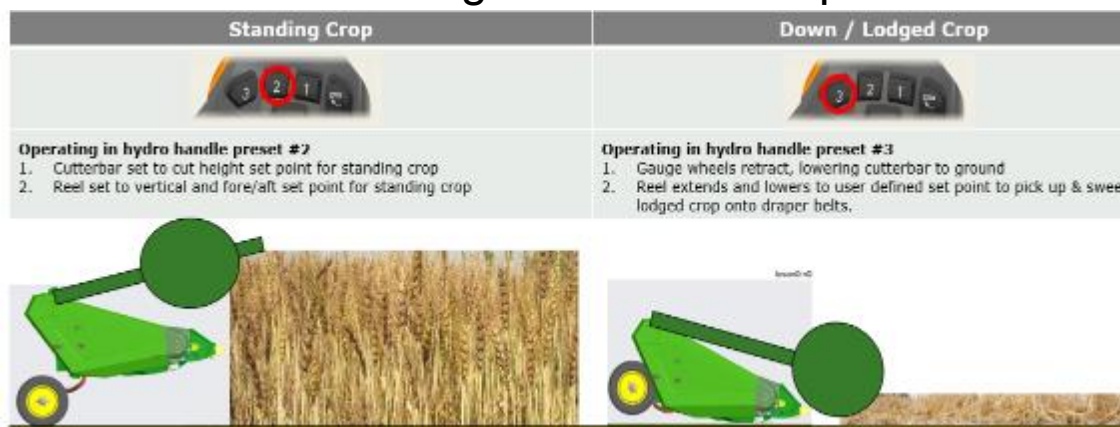 Standing Crop
Down / Lodged Crop
3 2 1
3 2 1
Operating in hydro handle preset #2
1. Cutterbar set to cut height set point for standing crop
2. Reel set to vertical and fore/aft set point for standing crop
Operating in hydro handle preset #3
1. Gauge wheels retract, lowering cutterbar to ground
2. Reel extends and lowers to user defined set point to pick up &
lodged crop onto draper belts.